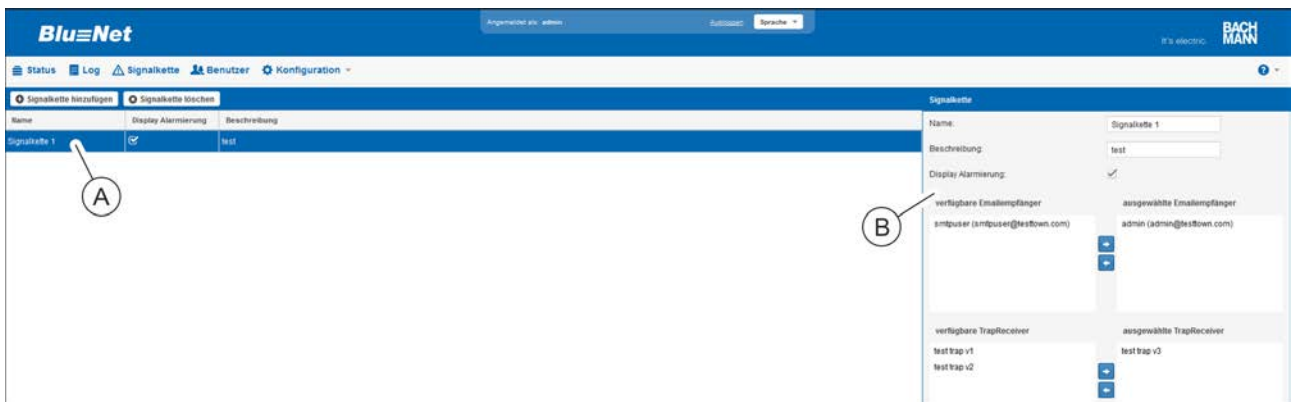 Blu≡Net
Angemeldet als: admin
Ausloggen
Sprache
It's electric.
BACH
MANN
Status Log Signalkette Benutzer Konfiguration
Signalkette hinzufügen Signalkette löschen
Name Display Alarmierung Beschreibung
Signalkette 1 test
A
Signalkette
Name: Signalkette 1
Beschreibung: test
Display Alarmierung:
B
verfügbare Emailempfänger ausgewählte Emailempfänger
smtpuser (smtpuser@testtown.com) admin (admin@testtown.com)
verfügbare TrapReceiver ausgewählte TrapReceiver
test trap v1 test trap v3
test trap v2